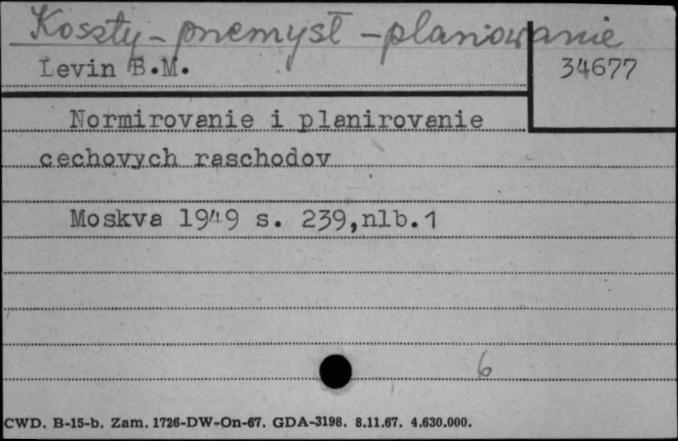 Koszty - przemysł - planowanie
Levin B.M.
34677
Normirovanie i planirovanie
cechovych raschodov
Moskva 1949 s. 239,nlb.1
6
CWD. B-15-b. Zam. 1726-DW-On-67. GDA-3198. 8.11.67. 4.630.000.